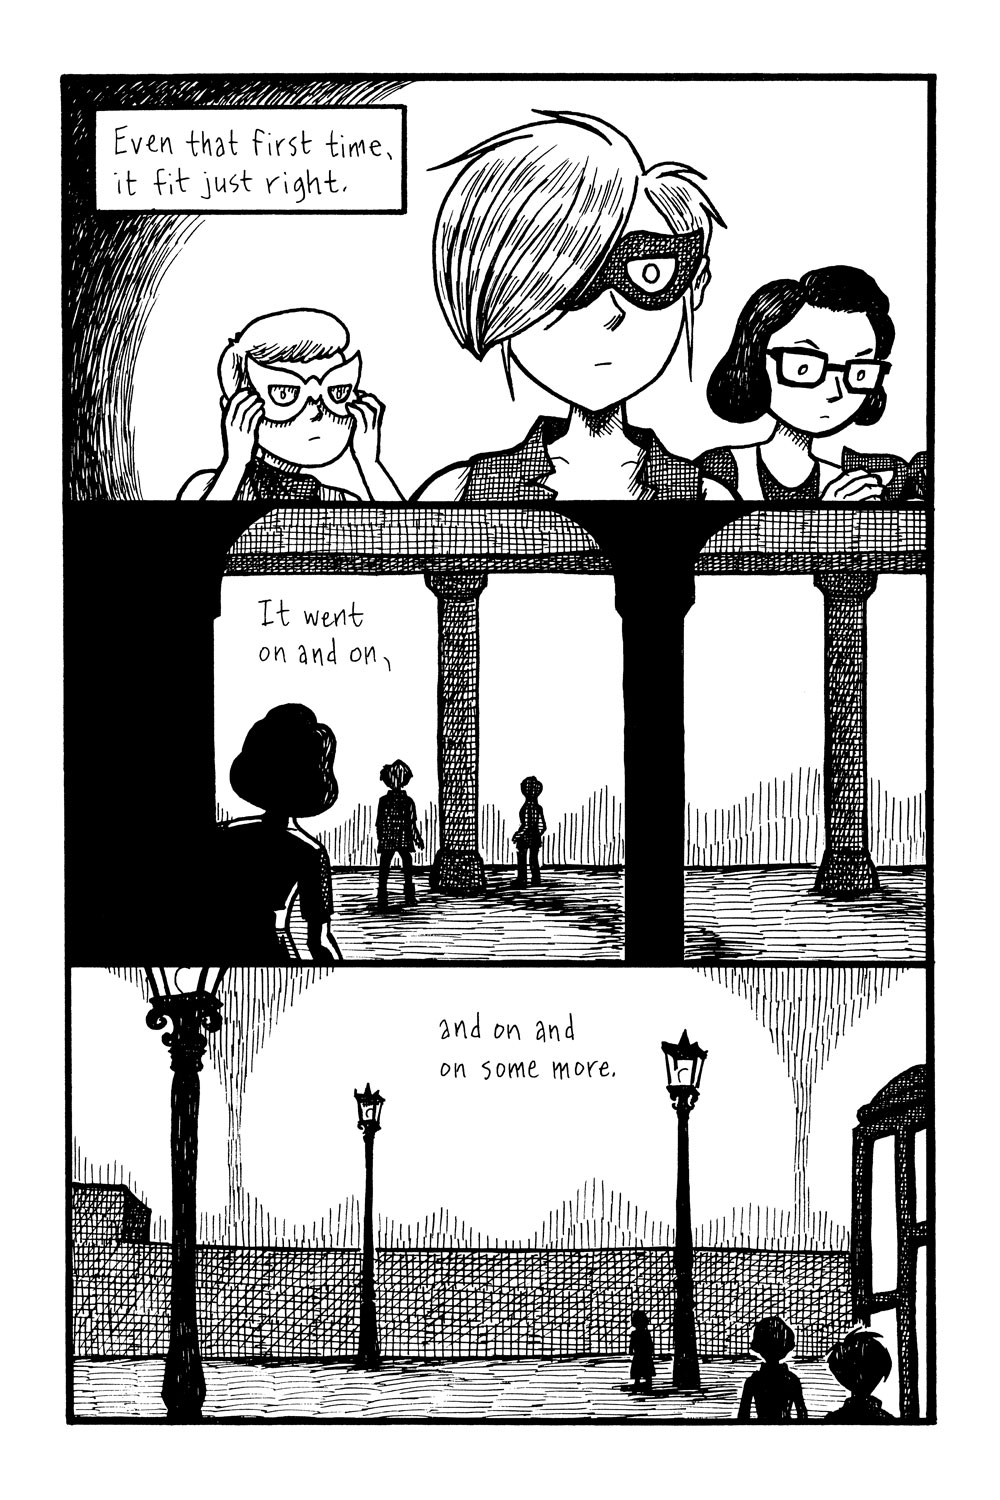 Even that first time,
it fit just right.
It went
on and on,
and on and
on some more.